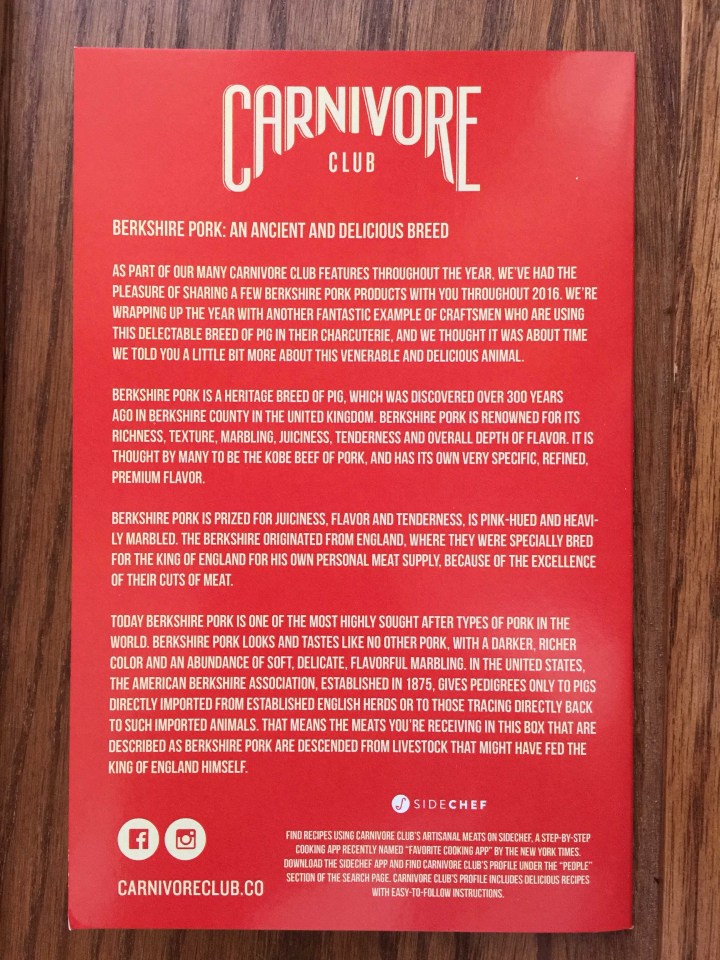 CARNIVORE
CLUB
BERKSHIRE PORK: AN ANCIENT AND DELICIOUS BREED
AS PART OF OUR MANY CARNIVORE CLUB FEATURES THROUGHOUT THE YEAR, WE'VE HAD THE
PLEASURE OF SHARING A FEW BERKSHIRE PORK PRODUCTS WITH YOU THROUGHOUT 2016. WE'RE
WRAPPING UP THE YEAR WITH ANOTHER FANTASTIC EXAMPLE OF CRAFTSMEN WHO ARE USING
THIS DELECTABLE BREED OF PIG IN THEIR CHARCUTERIE, AND WE THOUGHT IT WAS ABOUT TIME
WE TOLD YOU A LITTLE BIT MORE ABOUT THIS VENERABLE AND DELICIOUS ANIMAL.
BERKSHIRE PORK IS A HERITAGE BREED OF PIG, WHICH WAS DISCOVERED OVER 300 YEARS
AGO IN BERKSHIRE COUNTY IN THE UNITED KINGDOM. BERKSHIRE PORK IS RENOWNED FOR ITS
RICHNESS, TEXTURE, MARBLING, JUICINESS, TENDERNESS AND OVERALL DEPTH OF FLAVOR. IT IS
THOUGHT BY MANY TO BE THE KOBE BEEF OF PORK, AND HAS ITS OWN VERY SPECIFIC, REFINED,
PREMIUM FLAVOR.
BERKSHIRE PORK IS PRIZED FOR JUICINESS, FLAVOR AND TENDERNESS, IS PINK-HUED AND HEAVI-
LY MARBLED. THE BERKSHIRE ORIGINATED FROM ENGLAND, WHERE THEY WERE SPECIALLY BRED
FOR THE KING OF ENGLAND FOR HIS OWN PERSONAL MEAT SUPPLY, BECAUSE OF THE EXCELLENCE
OF THEIR CUTS OF MEAT.
TODAY BERKSHIRE PORK IS ONE OF THE MOST HIGHLY SOUGHT AFTER TYPES OF PORK IN THE
WORLD. BERKSHIRE PORK LOOKS AND TASTES LIKE NO OTHER PORK, WITH A DARKER, RICHER
COLOR AND AN ABUNDANCE OF SOFT, DELICATE, FLAVORFUL MARBLING. IN THE UNITED STATES,
THE AMERICAN BERKSHIRE ASSOCIATION, ESTABLISHED IN 1875, GIVES PEDIGREES ONLY TO PIGS
DIRECTLY IMPORTED FROM ESTABLISHED ENGLISH HERDS OR TO THOSE TRACING DIRECTLY BACK
TO SUCH IMPORTED ANIMALS. THAT MEANS THE MEATS YOU'RE RECEIVING IN THIS BOX THAT ARE
DESCRIBED AS BERKSHIRE PORK ARE DESCENDED FROM LIVESTOCK THAT MIGHT HAVE FED THE
KING OF ENGLAND HIMSELF.
SIDECHEF
FIND RECIPES USING CARNIVORE CLUB'S ARTISANAL MEATS ON SIDECHEF, A STEP-BY-STEP
COOKING APP RECENTLY NAMED "FAVORITE COOKING APP" BY THE NEW YORK TIMES.
DOWNLOAD THE SIDECHEF APP AND FIND CARNIVORE CLUB'S PROFILE UNDER THE "PEOPLE"
SECTION OF THE SEARCH PAGE. CARNIVORE CLUB'S PROFILE INCLUDES DELICIOUS RECIPES
WITH EASY-TO-FOLLOW INSTRUCTIONS.
CARNIVORECLUB.CO